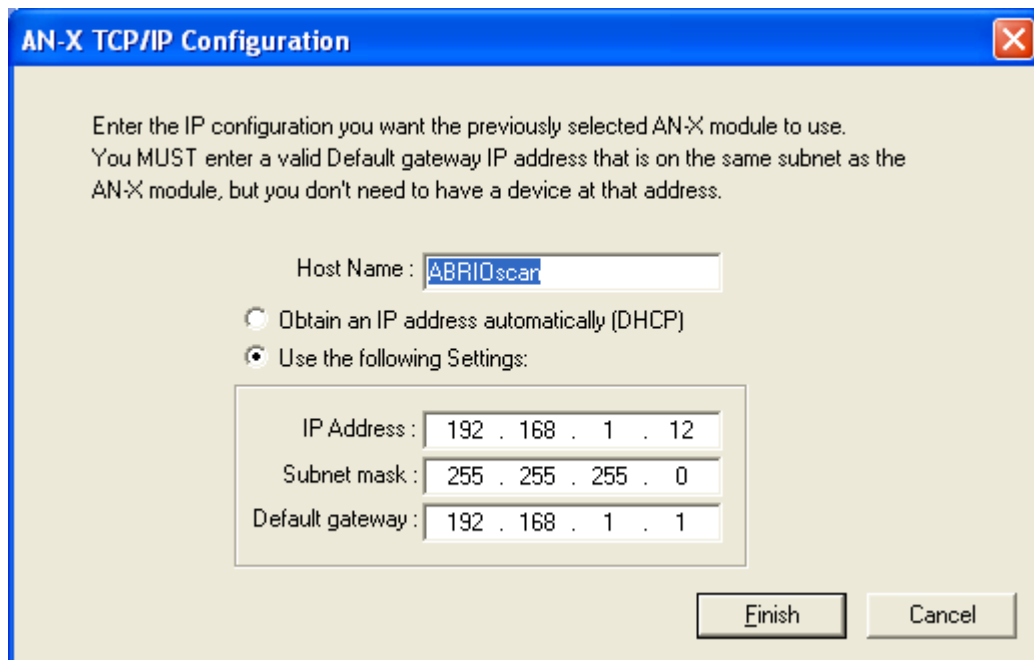 AN-X TCP/IP Configuration
Enter the IP configuration you want the previously selected AN-X module to use.
You MUST enter a valid Default gateway IP address that is on the same subnet as the
AN-X module, but you don't need to have a device at that address.
Host Name : ABRIOscan
Obtain an IP address automatically (DHCP)
Use the following Settings:
IP Address : 192 . 168 . 1 . 12
Subnet mask : 255 . 255 . 255 . 0
Default gateway : 192 . 168 . 1 . 1
Finish Cancel